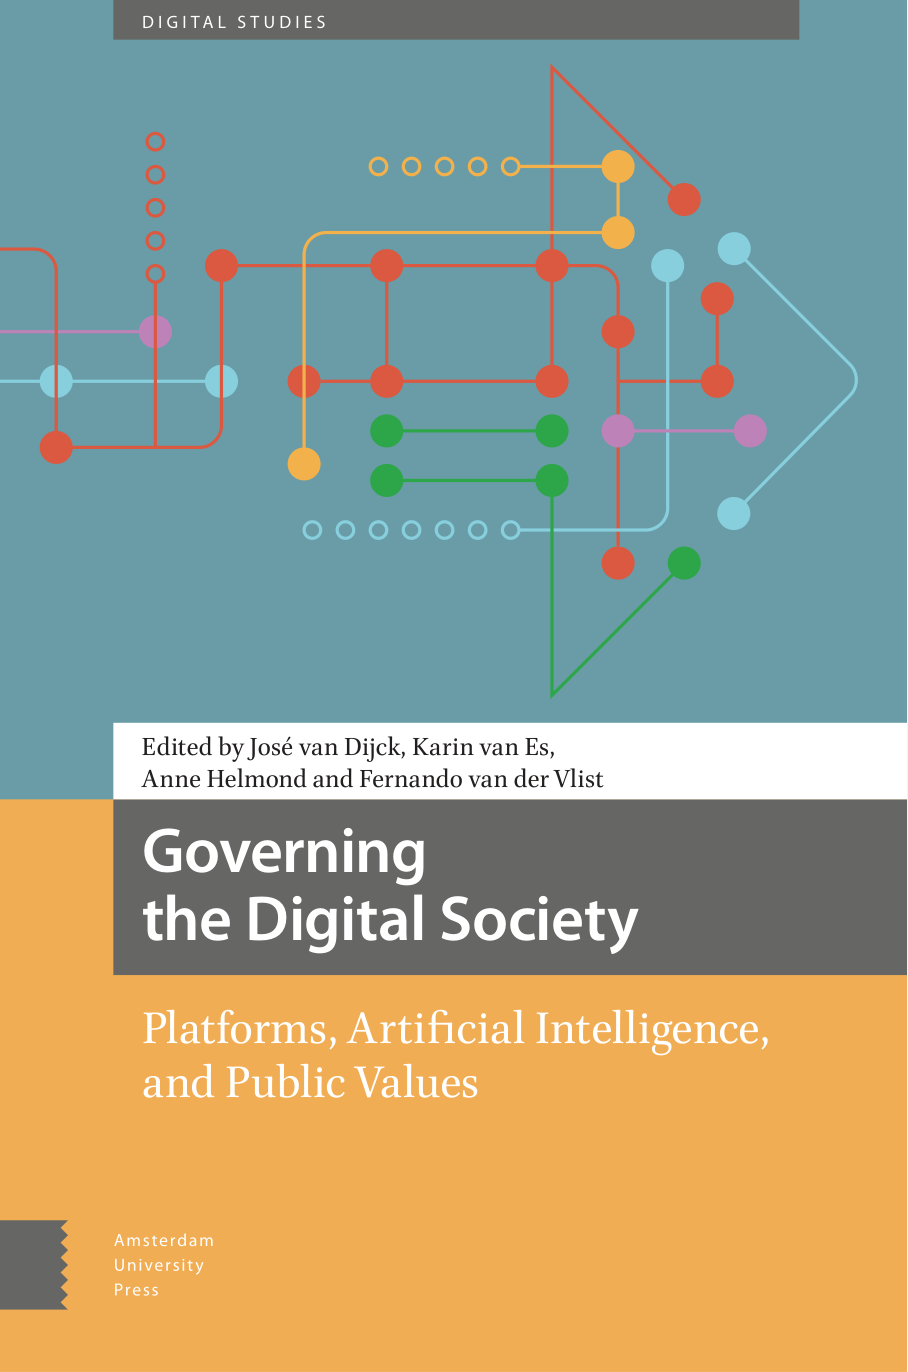 DIGITAL STUDIES
Edited by José van Dijck, Karin van Es,
Anne Helmond and Fernando van der Vlist
Governing
the Digital Society
Platforms, Artificial Intelligence,
and Public Values
Amsterdam
University
Press